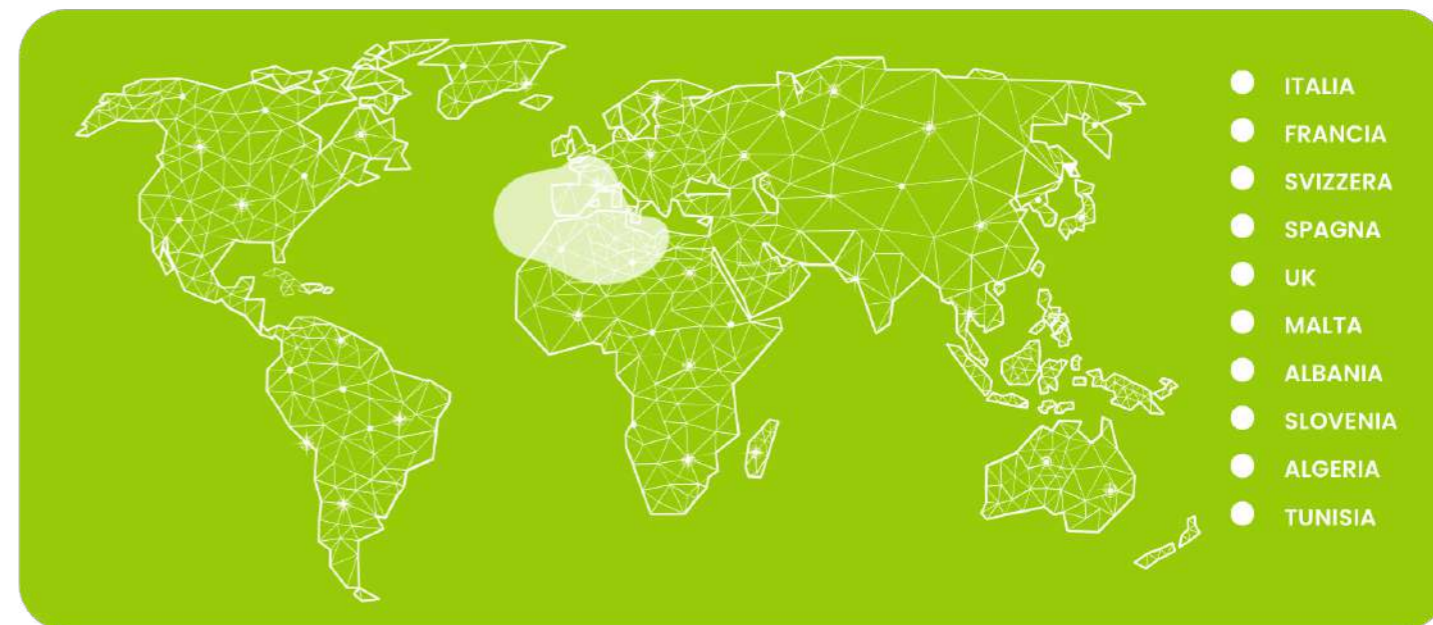 ITALIA
FRANCIA
SVIZZERA
SPAGNA
UK
MALTA
ALBANIA
SLOVENIA
ALGERIA
TUNISIA